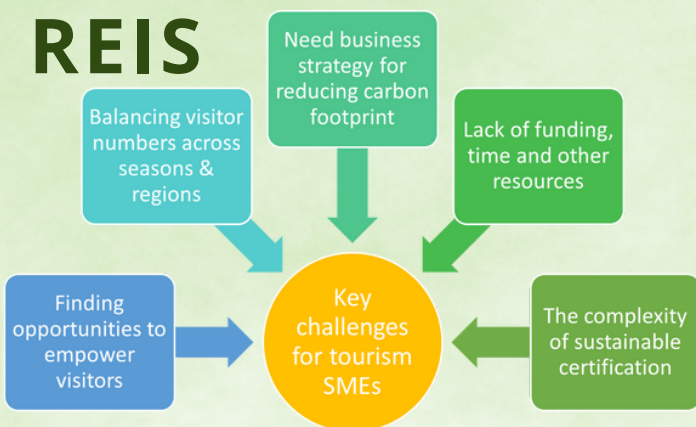 REIS
Need business
strategy for
reducing carbon
footprint
Balancing visitor
numbers across
seasons &
regions
Lack of funding,
time and other
resources
Finding
opportunities to
empower
visitors
Key
challenges
for tourism
SMEs
The complexity
of sustainable
certification